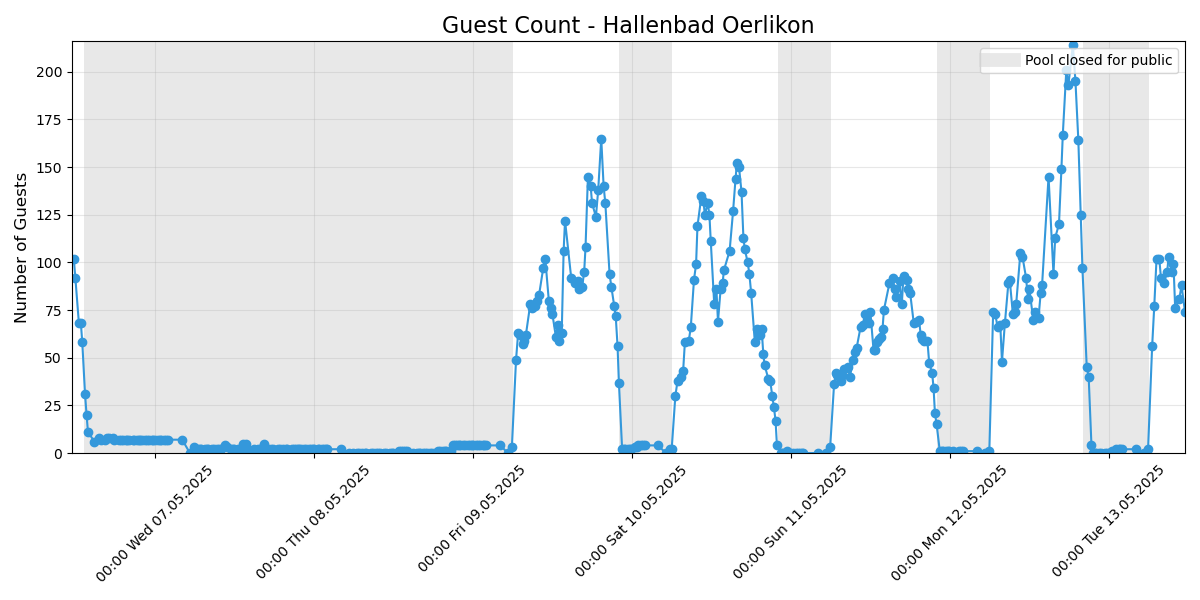 Guest Count - Hallenbad Oerlikon
Pool closed for public
Number of Guests
200
175
150
125
100
75
50
25
0
00:00 Wed 07.05.2025
00:00 Thu 08.05.2025
00:00 Fri 09.05.2025
00:00 Sat 10.05.2025
00:00 Sun 11.05.2025
00:00 Mon 12.05.2025
00:00 Tue 13.05.2025